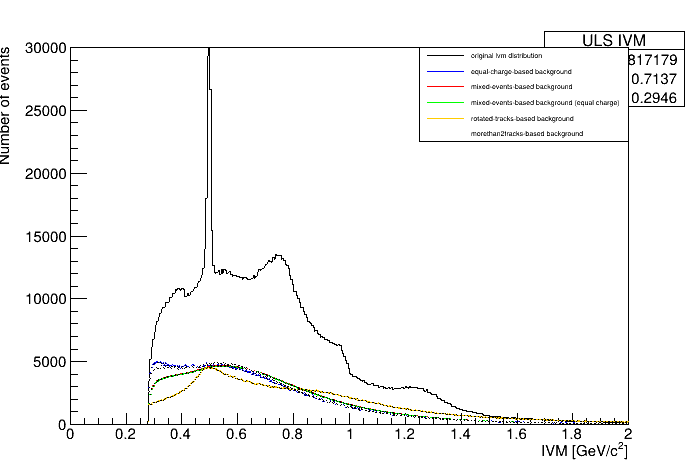 ULS IVM
817179
0.7137
0.2946
original Ivm distribution
equal-charge-based background
mixed-events-based background
mixed-events-based background (equal charge)
rotated-tracks-based background
morethan2tracks-based background
Number of events
30000
25000
20000
15000
10000
5000
0
0 0.2 0.4 0.6 0.8 1 1.2 1.4 1.6 1.8 2
IVM [GeV/c²]